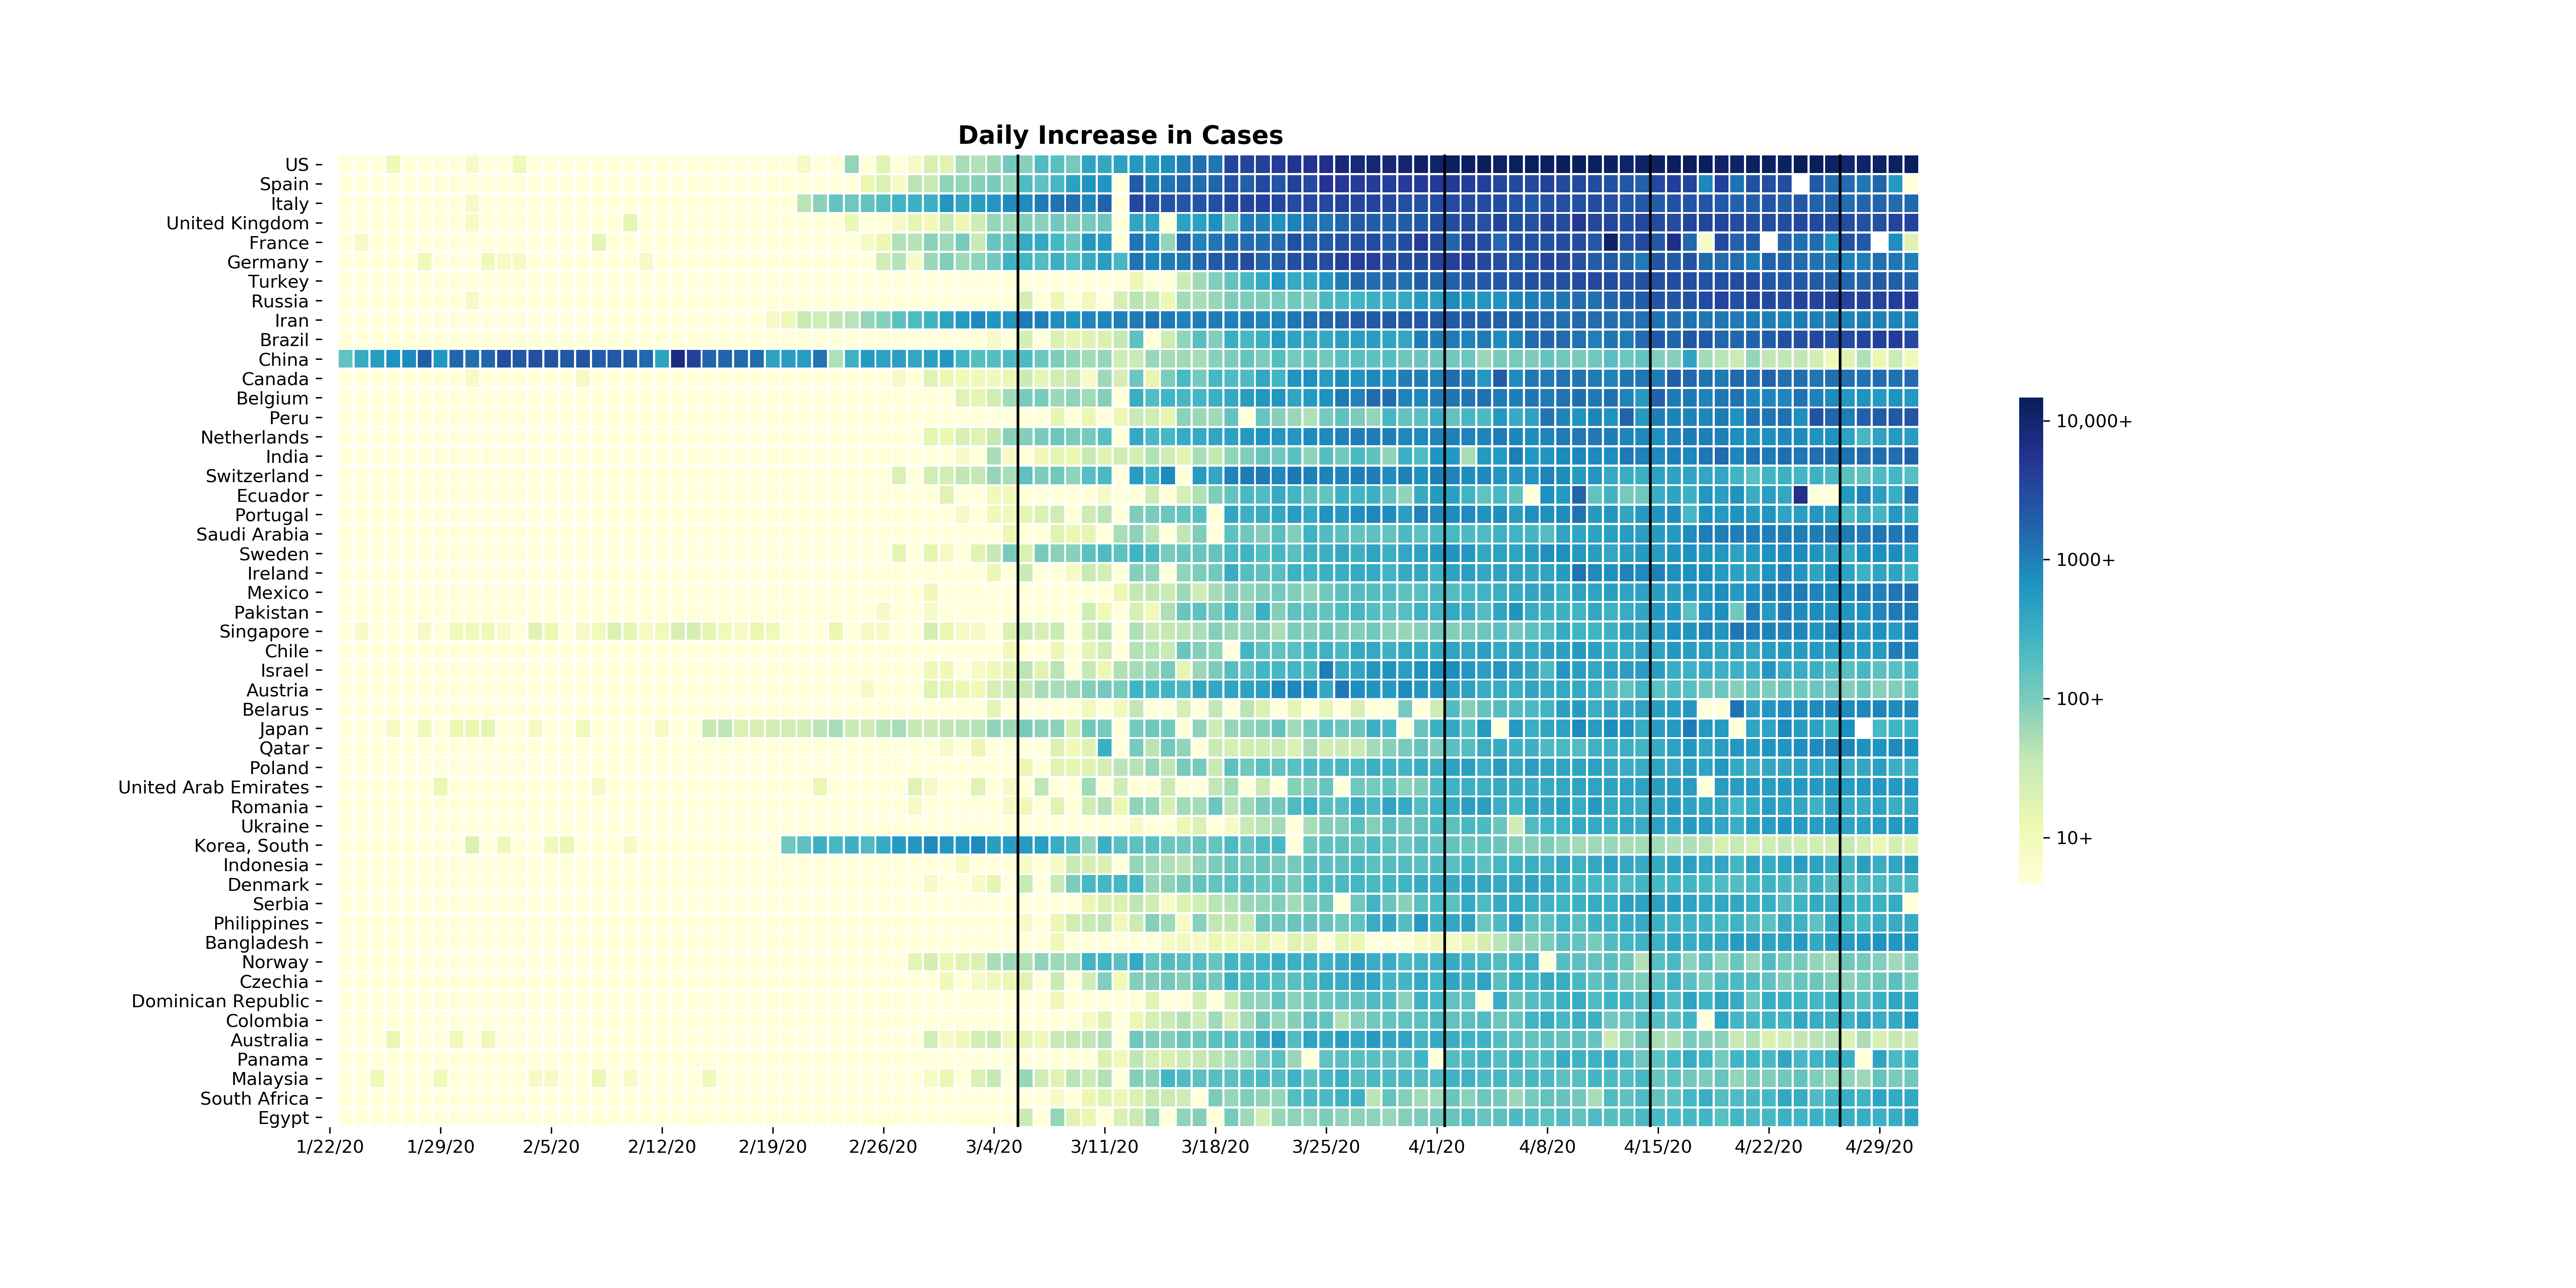 Daily Increase in Cases
US
Spain
Italy
United Kingdom
France
Germany
Turkey
Russia
Iran
Brazil
China
Canada
Belgium
Peru
Netherlands
India
Switzerland
Ecuador
Portugal
Saudi Arabia
Sweden
Ireland
Mexico
Pakistan
Singapore
Chile
Israel
Austria
Belarus
Japan
Qatar
Poland
United Arab Emirates
Romania
Ukraine
Korea, South
Indonesia
Denmark
Serbia
Philippines
Bangladesh
Norway
Czechia
Dominican Republic
Colombia
Australia
Panama
Malaysia
South Africa
Egypt
1/22/20 1/29/20 2/5/20 2/12/20 2/19/20 2/26/20 3/4/20 3/11/20 3/18/20 3/25/20 4/1/20 4/8/20 4/15/20 4/22/20 4/29/20
10,000+
1000+
100+
10+